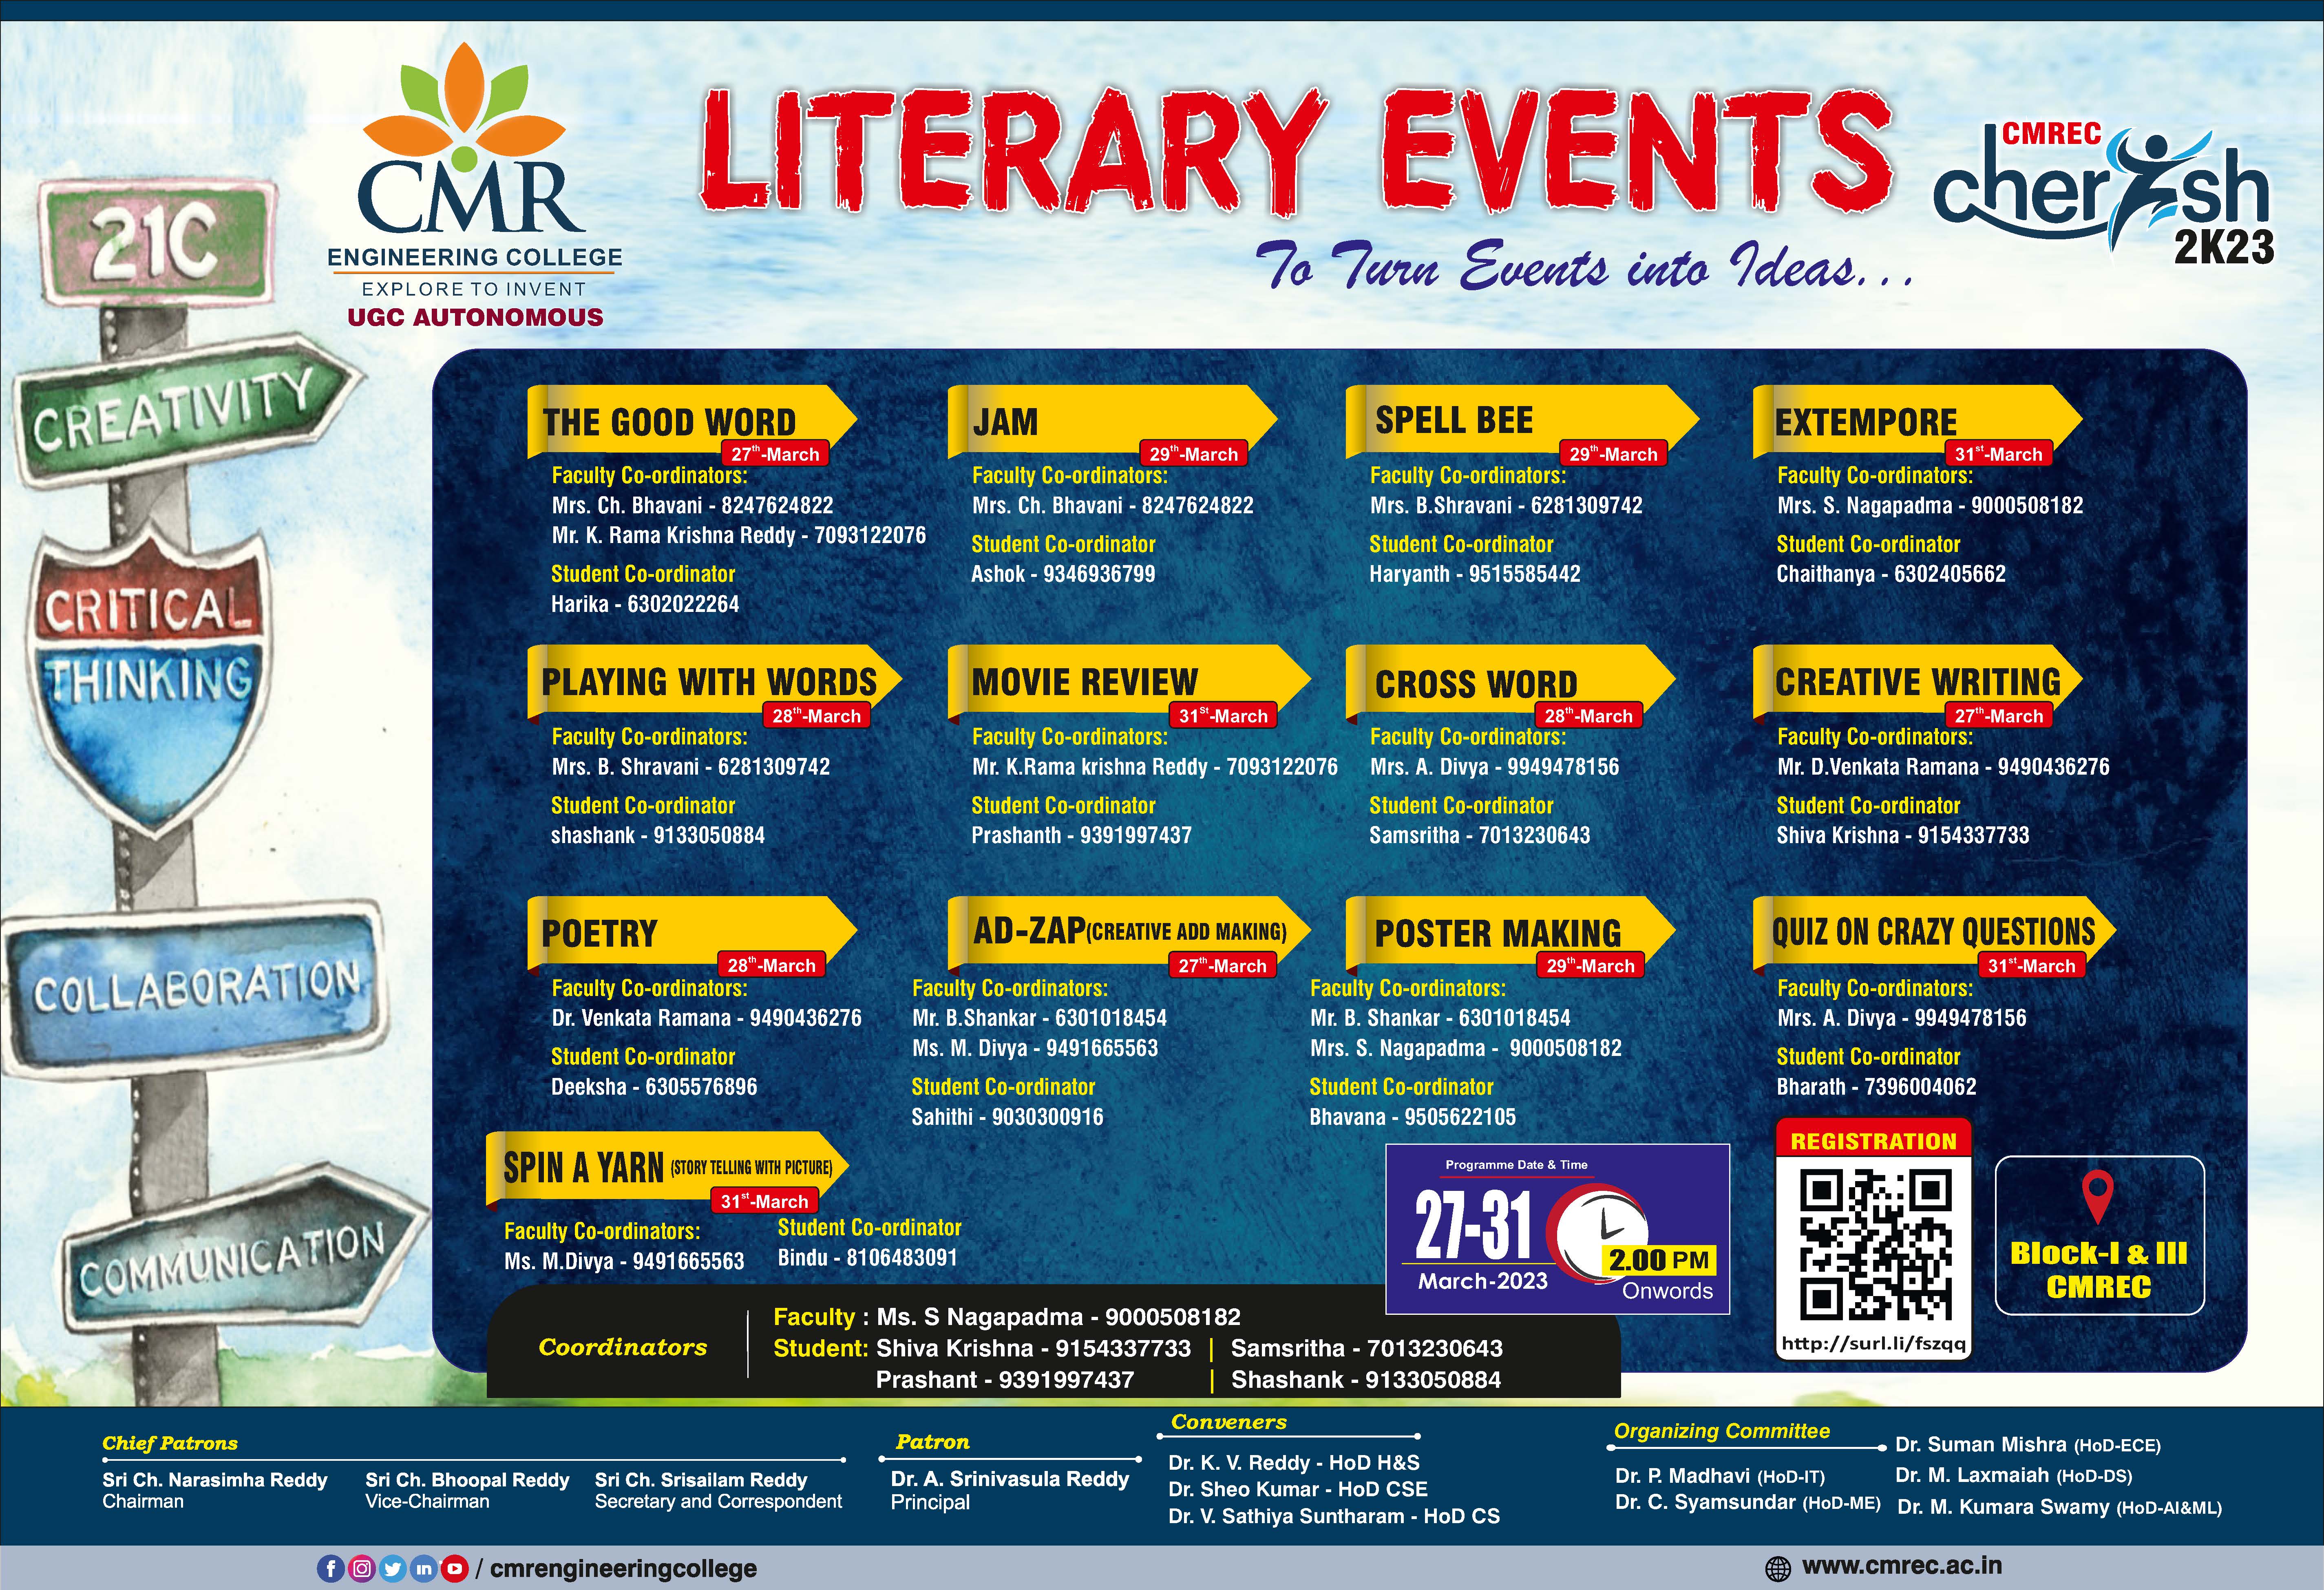 21C
CREATIVITY
CRITICAL
THINKING
COLLABORATION
COMMUNICATION
CMR
ENGINEERING COLLEGE
EXPLORE TO INVENT
UGC AUTONOMOUS
LITERARY EVENTS
To Turn Events into Ideas...
CMREC
cherish
2K23
THE GOOD WORD
27th-March
Faculty Co-ordinators:
Mrs. Ch. Bhavani - 8247624822
Mr. K. Rama Krishna Reddy - 7093122076
Student Co-ordinator
Harika - 6302022264
JAM
29th-March
Faculty Co-ordinators:
Mrs. Ch. Bhavani - 8247624822
Student Co-ordinator
Ashok - 9346936799
SPELL BEE
29th-March
Faculty Co-ordinators:
Mrs. B.Shravani - 6281309742
Student Co-ordinator
Haryanth - 9515585442
EXTEMPORE
31st-March
Faculty Co-ordinators:
Mrs. S. Nagapadma - 9000508182
Student Co-ordinator
Chaithanya - 6302405662
PLAYING WITH WORDS
28th-March
Faculty Co-ordinators:
Mrs. B. Shravani - 6281309742
Student Co-ordinator
shashank - 9133050884
MOVIE REVIEW
31St-March
Faculty Co-ordinators:
Mr. K.Rama krishna Reddy - 7093122076
Student Co-ordinator
Prashanth - 9391997437
CROSS WORD
28th-March
Faculty Co-ordinators:
Mrs. A. Divya - 9949478156
Student Co-ordinator
Samsritha - 7013230643
CREATIVE WRITING
27th-March
Faculty Co-ordinators:
Mr. D.Venkata Ramana - 9490436276
Student Co-ordinator
Shiva Krishna - 9154337733
POETRY
28th-March
Faculty Co-ordinators:
Dr. Venkata Ramana - 9490436276
Student Co-ordinator
Deeksha - 6305576896
AD-ZAP(CREATIVE ADD MAKING)
27th-March
Faculty Co-ordinators:
Mr. B.Shankar - 6301018454
Ms. M. Divya - 9491665563
Student Co-ordinator
Sahithi - 9030300916
POSTER MAKING
29th-March
Faculty Co-ordinators:
Mr. B. Shankar - 6301018454
Mrs. S. Nagapadma - 9000508182
Student Co-ordinator
Bhavana - 9505622105
QUIZ ON CRAZY QUESTIONS
31st-March
Faculty Co-ordinators:
Mrs. A. Divya - 9949478156
Student Co-ordinator
Bharath - 7396004062
SPIN A YARN (STORY TELLING WITH PICTURE)
31st-March
Faculty Co-ordinators:
Ms. M.Divya - 9491665563
Student Co-ordinator
Bindu - 8106483091
Programme Date & Time
27-31
March-2023
2.00 PM
Onwords
REGISTRATION
http://surl.li/fszqq
Block-I & III
CMREC
Coordinators
Faculty : Ms. S Nagapadma - 9000508182
Student: Shiva Krishna - 9154337733 | Samsritha - 7013230643
Prashant - 9391997437 | Shashank - 9133050884
Chief Patrons
Sri Ch. Narasimha Reddy
Chairman
Sri Ch. Bhoopal Reddy
Vice-Chairman
Sri Ch. Srisailam Reddy
Secretary and Correspondent
Patron
Dr. A. Srinivasula Reddy
Principal
Conveners
Dr. K. V. Reddy - HoD H&S
Dr. Sheo Kumar - HoD CSE
Dr. V. Sathiya Suntharam - HoD CS
Organizing Committee
Dr. P. Madhavi (HoD-IT)
Dr. C. Syamsundar (HoD-ME)
Dr. Suman Mishra (HoD-ECE)
Dr. M. Laxmaiah (HoD-DS)
Dr. M. Kumara Swamy (HoD-AI&ML)
/ cmrengineeringcollege
www.cmrec.ac.in